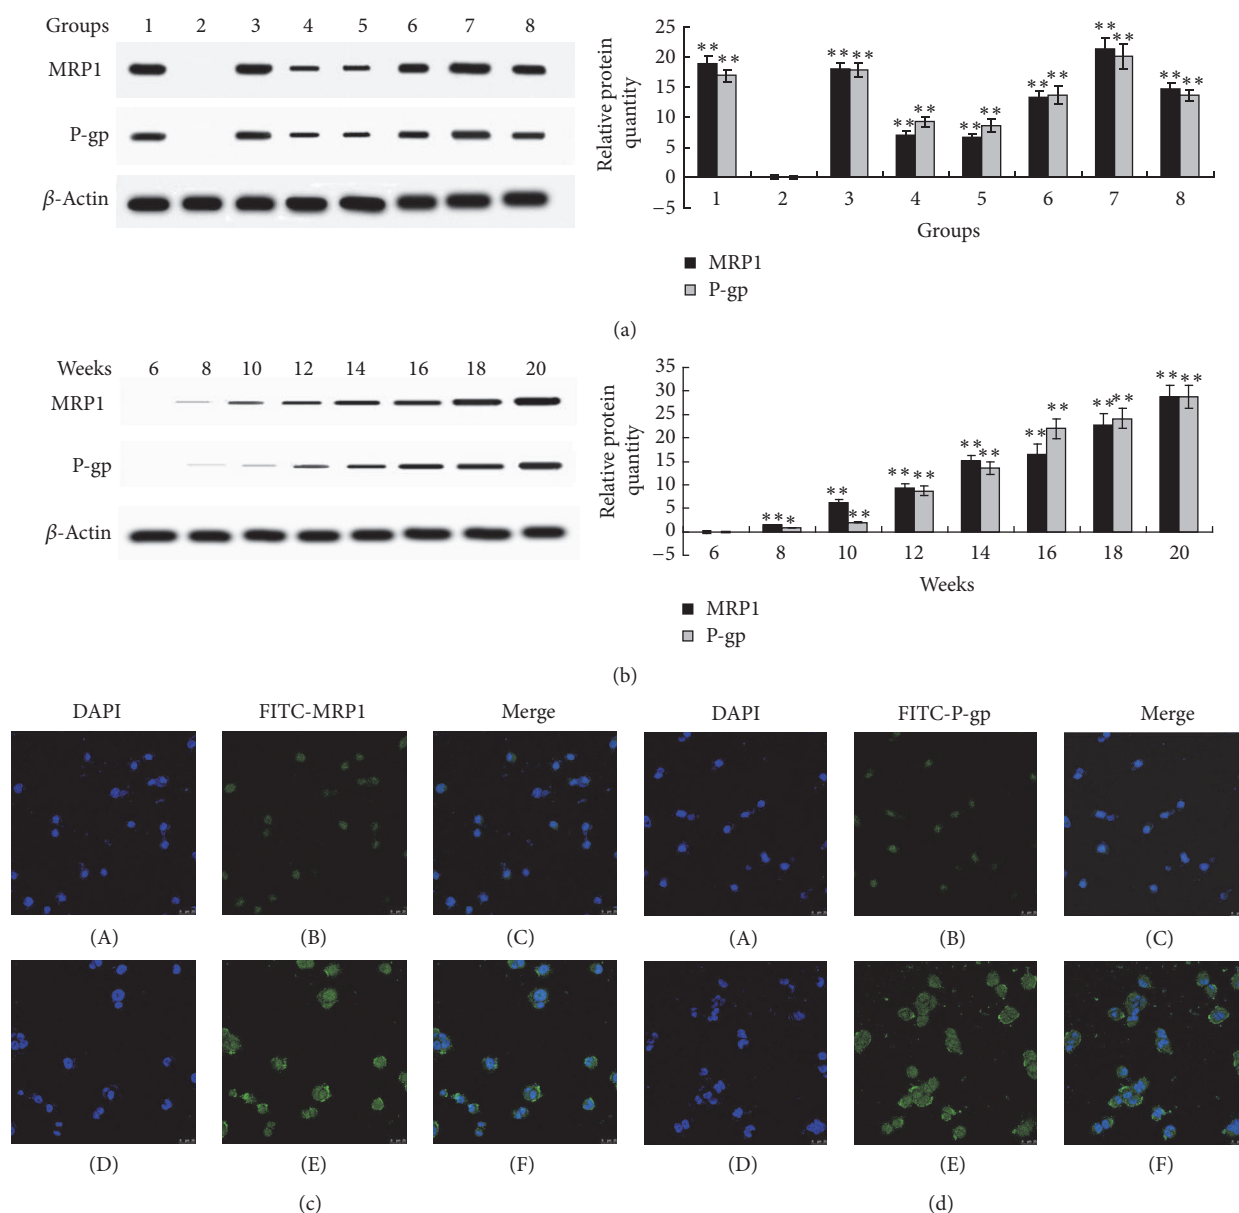 Groups 1 2 3 4 5 6 7 8
MRP1
P-gp
β-Actin
Relative protein
quantity
25
20
15
10
5
0
−5
** ** ** ** ** ** ** ** ** ** ** ** ** **
1 2 3 4 5 6 7 8
Groups
MRP1
P-gp
(a)
Weeks 6 8 10 12 14 16 18 20
MRP1
P-gp
β-Actin
Relative protein
quantity
35
30
25
20
15
10
5
0
−5
** * ** ** ** ** ** ** ** ** ** ** ** **
6 8 10 12 14 16 18 20
Weeks
MRP1
P-gp
(b)
DAPI FITC-MRP1 Merge
(A) (B) (C)
(D) (E) (F)
(c)
DAPI FITC-P-gp Merge
(A) (B) (C)
(D) (E) (F)
(d)